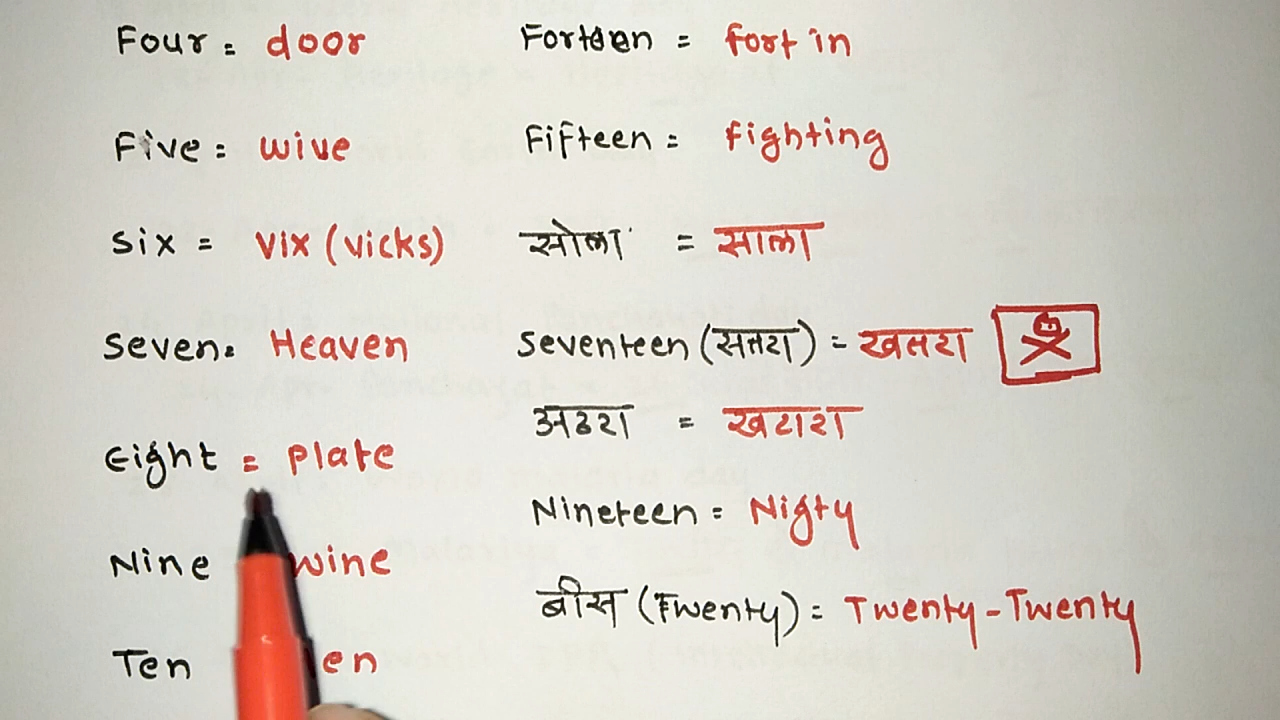 Four = door
Five = wive
Six = Vix (Vicks)
Seven = Heaven
Eight = Plate
Nine wine
Ten en
Forteen = fort in
Fifteen = Fighting
सोला = साला
Seventeen (सतरा) = खतरा
अठरा = खटारा
Nineteen = Nigty
बीस (Twenty) = Twenty-Twenty